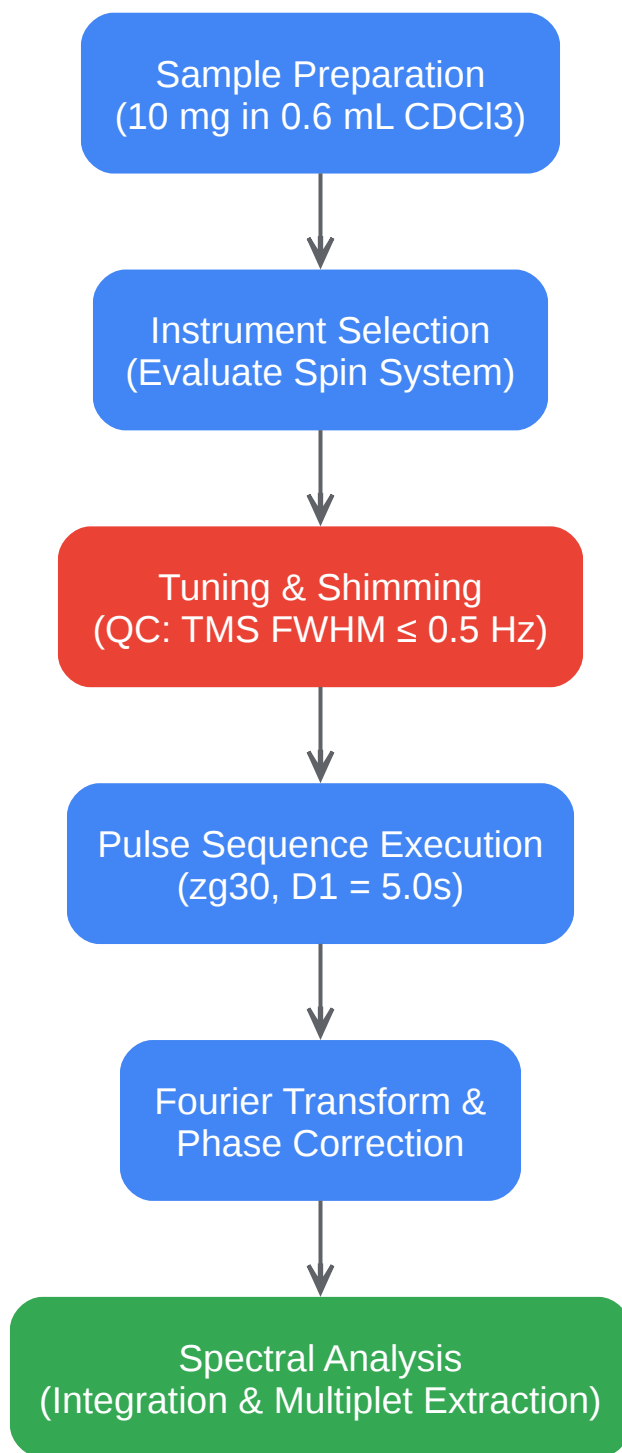 Sample Preparation
(10 mg in 0.6 mL CDCl3)
Instrument Selection
(Evaluate Spin System)
Tuning & Shimming
(QC: TMS FWHM ≤ 0.5 Hz)
Pulse Sequence Execution
(zg30, D1 = 5.0s)
Fourier Transform &
Phase Correction
Spectral Analysis
(Integration & Multiplet Extraction)